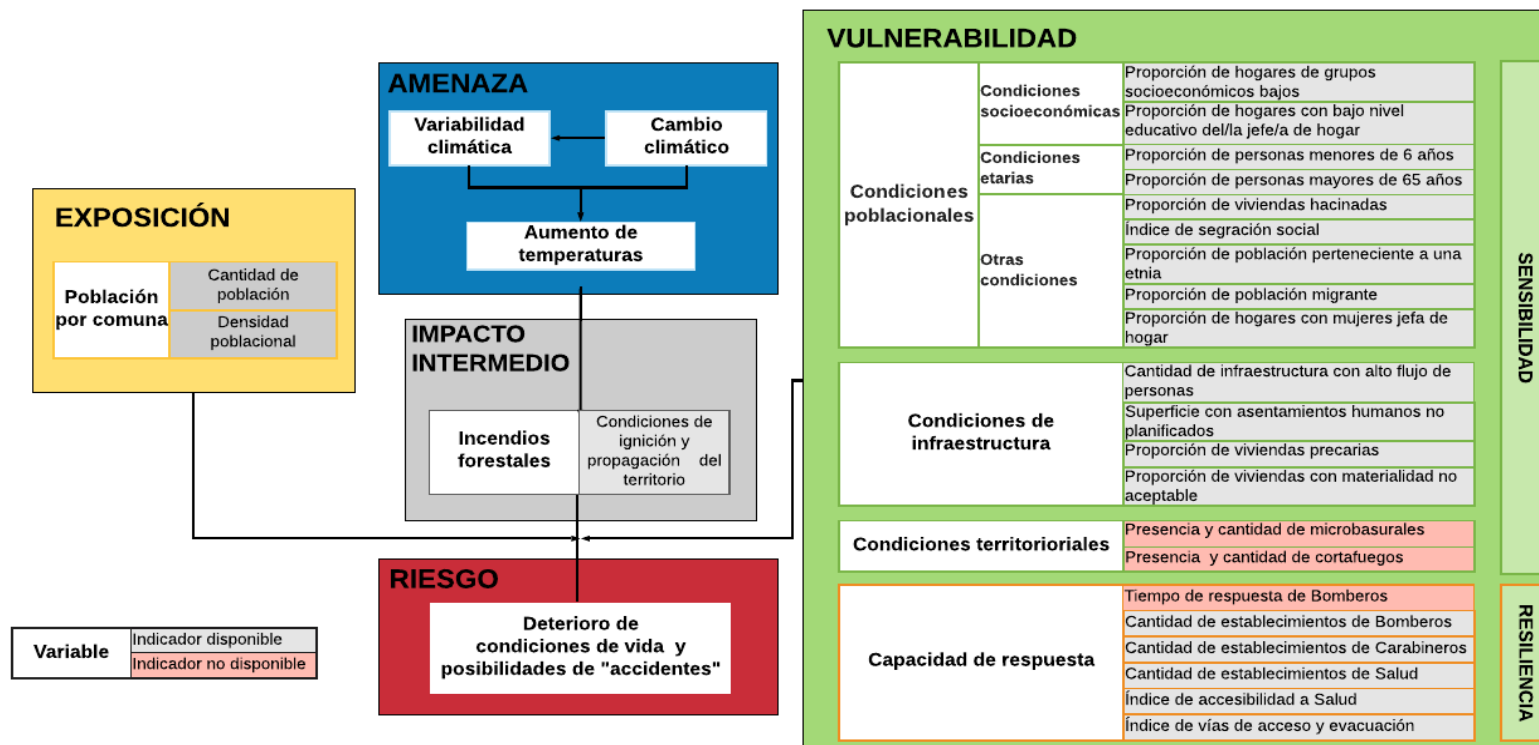 EXPOSICIÓN
Población
por comuna
Cantidad de
población
Densidad
poblacional
AMENAZA
Variabilidad
climática
Cambio
climático
Aumento de
temperaturas
IMPACTO
INTERMEDIO
Incendios
forestales
Condiciones de
ignición y
propagación del
territorio
RIESGO
Deterioro de
condiciones de vida y
posibilidades de "accidentes"
Variable
Indicador disponible
Indicador no disponible
VULNERABILIDAD
Condiciones
poblacionales
Condiciones
socioeconómicas
Proporción de hogares de grupos
socioeconómicos bajos
Proporción de hogares con bajo nivel
educativo del/la jefe/a de hogar
Condiciones
etarias
Proporción de personas menores de 6 años
Proporción de personas mayores de 65 años
Otras
condiciones
Proporción de viviendas hacinadas
Índice de segración social
Proporción de población perteneciente a una
etnia
Proporción de población migrante
Proporción de hogares con mujeres jefa de
hogar
Condiciones de
infraestructura
Cantidad de infraestructura con alto flujo de
personas
Superficie con asentamientos humanos no
planificados
Proporción de viviendas precarias
Proporción de viviendas con materialidad no
aceptable
Condiciones territorioriales
Presencia y cantidad de microbasurales
Presencia y cantidad de cortafuegos
Capacidad de respuesta
Tiempo de respuesta de Bomberos
Cantidad de establecimientos de Bomberos
Cantidad de establecimientos de Carabineros
Cantidad de establecimientos de Salud
Índice de accesibilidad a Salud
Índice de vías de acceso y evacuación
SENSIBILIDAD
RESILIENCIA